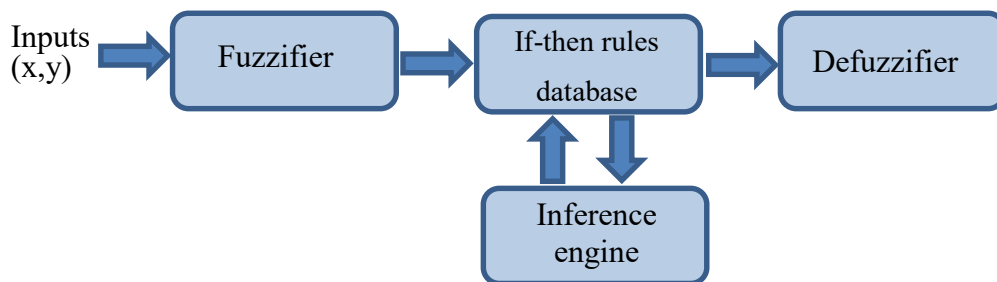 Inputs
(x,y)
Fuzzifier
If-then rules
database
Defuzzifier
Inference
engine